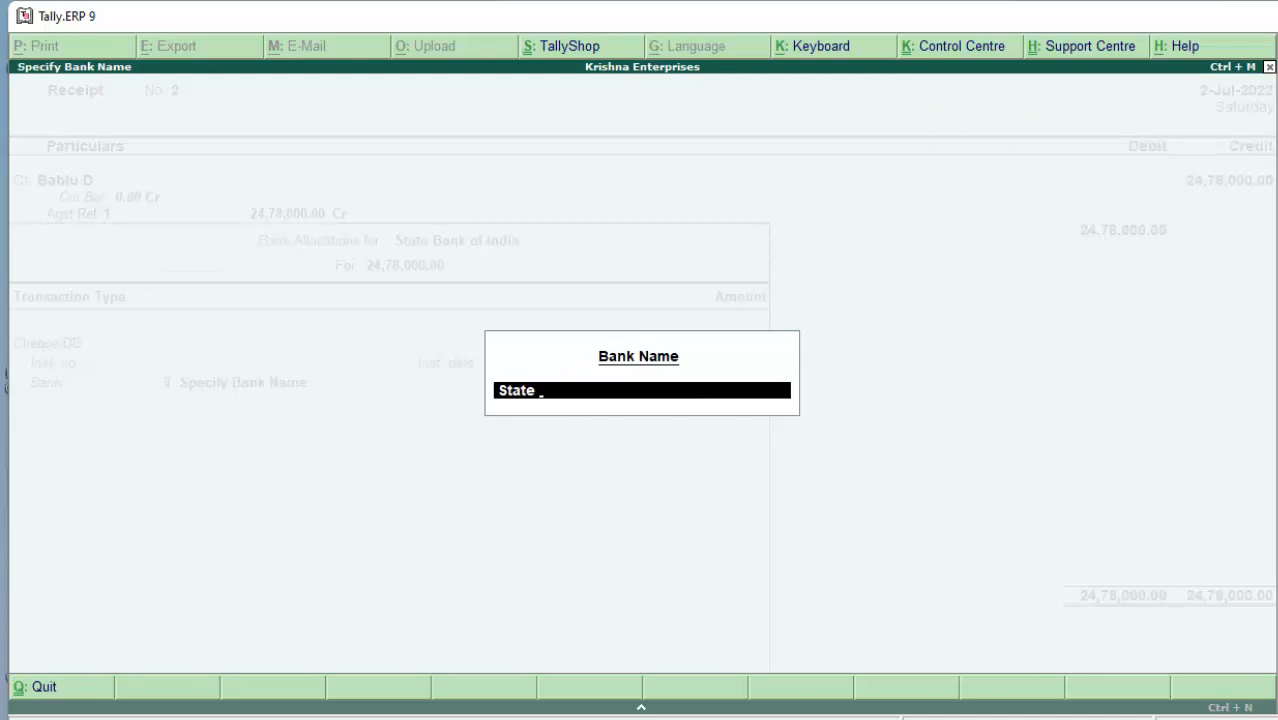 Tally.ERP 9
P: Print E: Export M: E-Mail O: Upload S: TallyShop G: Language K: Keyboard K: Control Centre H: Support Centre H: Help
Specify Bank Name Krishna Enterprises Ctrl + M
Receipt No. 2 2-Jul-2022
Saturday
Particulars Debit Credit
Cr Bablu D 24,78,000.00
Cur Bal: 0.00 Cr
Agst Ref 1 24,78,000.00 Cr
24,78,000.00
Bank Allocations for State Bank of India
For 24,78,000.00
Transaction Type Amount
Cheque/DD
Inst. no. Inst. date
Bank: Specify Bank Name
Bank Name
State
24,78,000.00 24,78,000.00
Q: Quit
Ctrl + N